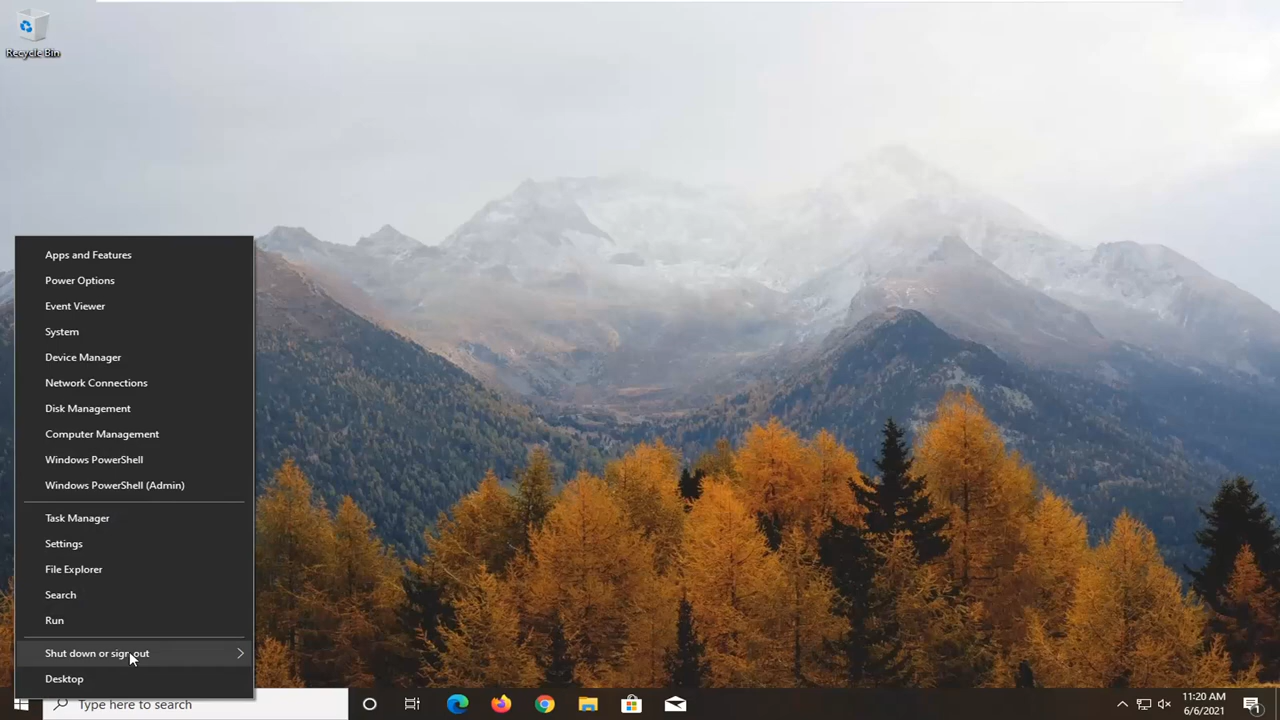 Recycle Bin
Apps and Features
Power Options
Event Viewer
System
Device Manager
Network Connections
Disk Management
Computer Management
Windows PowerShell
Windows PowerShell (Admin)
Task Manager
Settings
File Explorer
Search
Run
Shut down or sign out
Desktop
Type here to search
11:20 AM
6/6/2021
1